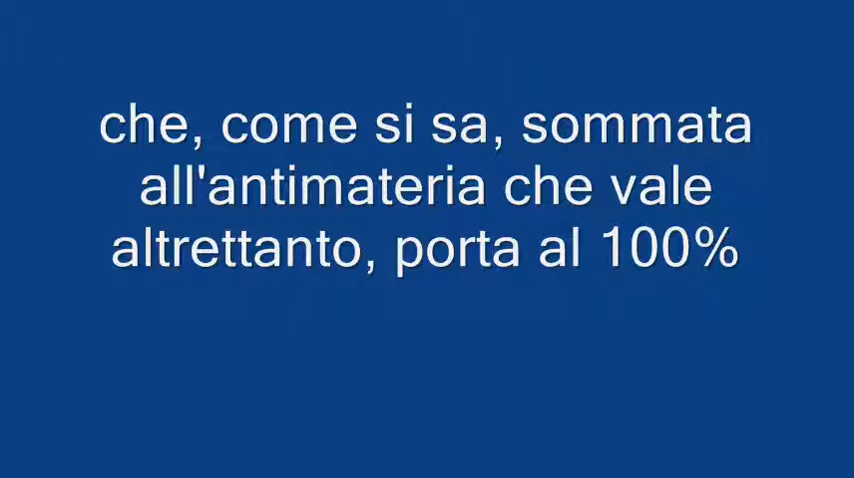 che, come si sa, sommata
all'antimateria che vale
altrettanto, porta al 100%